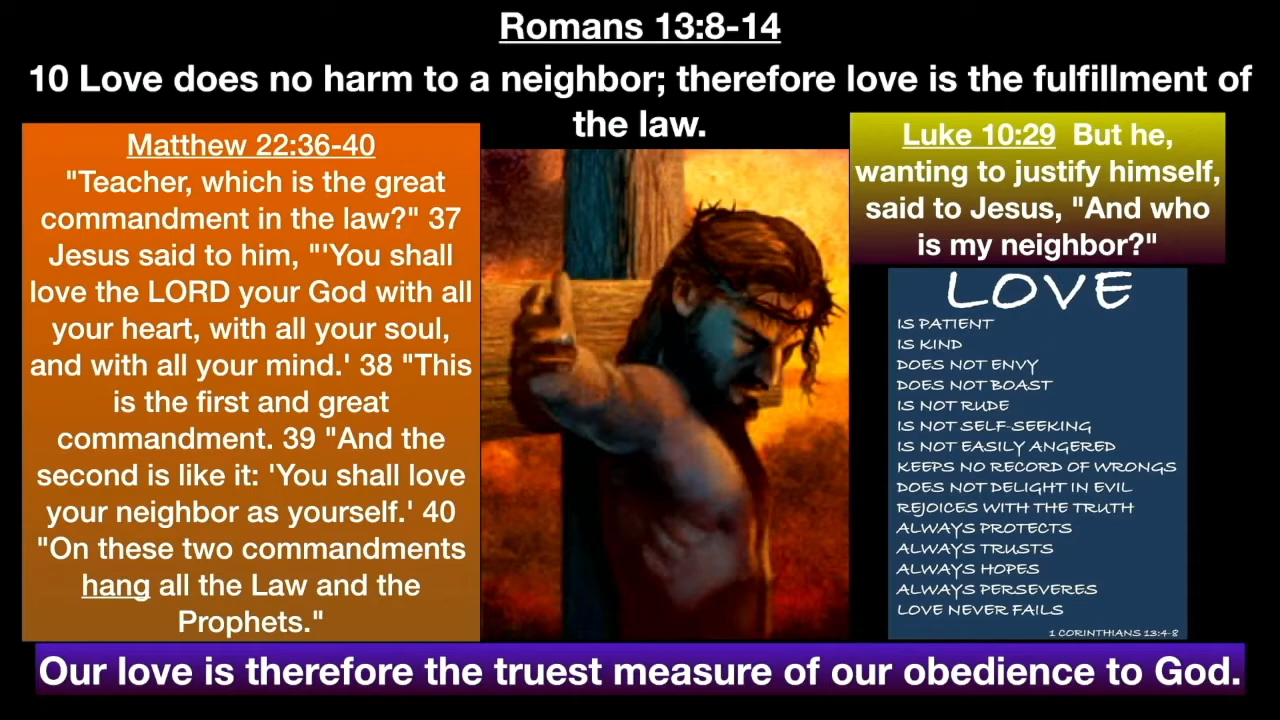 Romans 13:8-14
10 Love does no harm to a neighbor; therefore love is the fulfillment of
the law.
Matthew 22:36-40
"Teacher, which is the great
commandment in the law?" 37
Jesus said to him, "'You shall
love the LORD your God with all
your heart, with all your soul,
and with all your mind.' 38 "This
is the first and great
commandment. 39 "And the
second is like it: 'You shall love
your neighbor as yourself.' 40
"On these two commandments
hang all the Law and the
Prophets."
Luke 10:29 But he,
wanting to justify himself,
said to Jesus, "And who
is my neighbor?"
LOVE
IS PATIENT
IS KIND
DOES NOT ENVY
DOES NOT BOAST
IS NOT RUDE
IS NOT SELF-SEEKING
IS NOT EASILY ANGERED
KEEPS NO RECORD OF WRONGS
DOES NOT DELIGHT IN EVIL
REJOICES WITH THE TRUTH
ALWAYS PROTECTS
ALWAYS TRUSTS
ALWAYS HOPES
ALWAYS PERSEVERES
LOVE NEVER FAILS
1 CORINTHIANS 13:4-8
Our love is therefore the truest measure of our obedience to God.